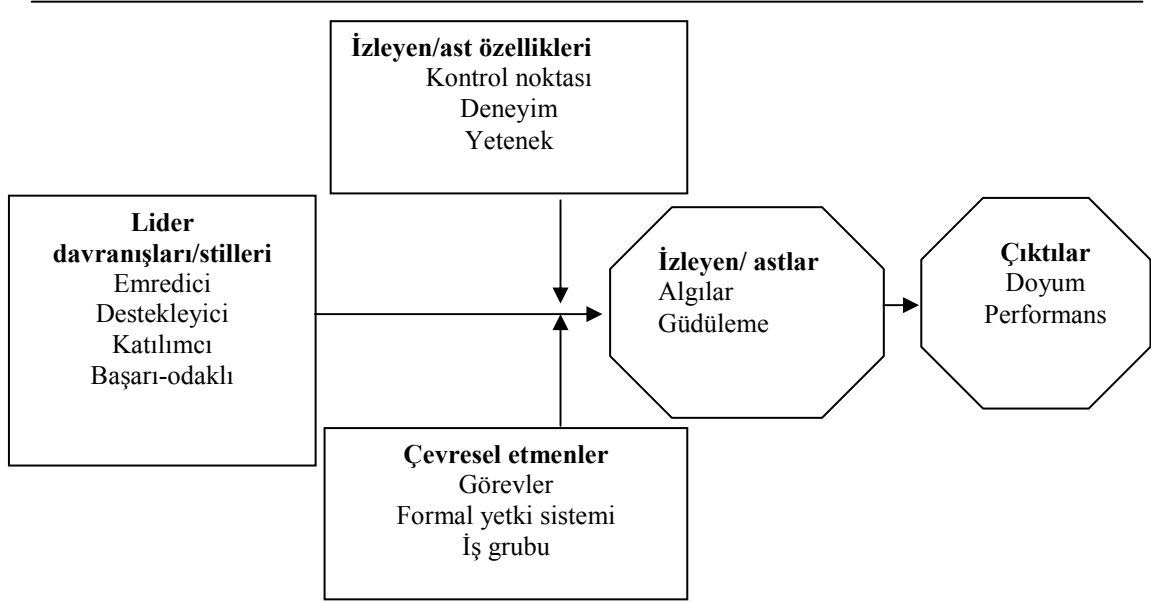 İzleyen/ast özellikleri
Kontrol noktası
Deneyim
Yetenek
Lider
davranışları/stilleri
Emredici
Destekleyici
Katılımcı
Başarı-odaklı
İzleyen/ astlar
Algılar
Güdüleme
Çıktılar
Doyum
Performans
Çevresel etmenler
Görevler
Formal yetki sistemi
İş grubu